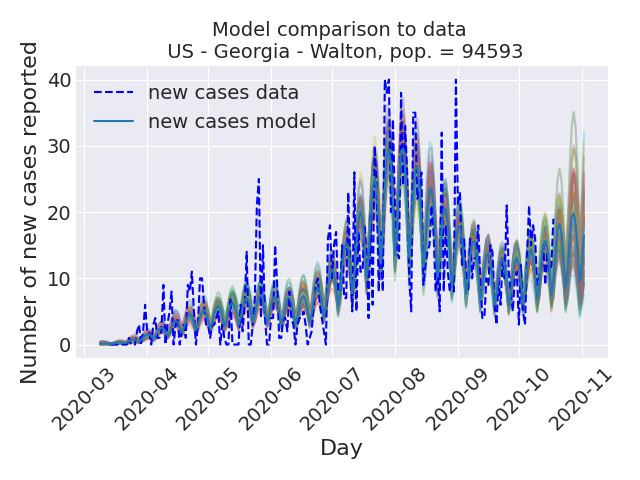 Model comparison to data
US - Georgia - Walton, pop. = 94593
Number of new cases reported
40
30
20
10
0
new cases data
new cases model
2020-03
2020-04
2020-05
2020-06
2020-07
2020-08
2020-09
2020-10
2020-11
Day